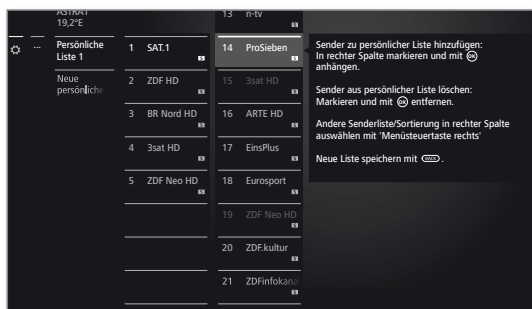 ASTRA1
19,2°E
...
Persönliche
Liste 1
Neue
persönliche
1 SAT.1
S
2 ZDF HD
S
3 BR Nord HD
S
4 3sat HD
S
5 ZDF Neo HD
S
13 n-tv
S
14 ProSieben
S
15 3sat HD
S
16 ARTE HD
S
17 EinsPlus
S
18 Eurosport
S
19 ZDF Neo HD
S
20 ZDF.kultur
S
21 ZDFinfokana
S
Sender zu persönlicher Liste hinzufügen:
In rechter Spalte markieren und mit OK
anhängen.
Sender aus persönlicher Liste löschen:
Markieren und mit OK entfernen.
Andere Senderliste/Sortierung in rechter Spalte
auswählen mit 'Menüsteuertaste rechts'
Neue Liste speichern mit BACK .